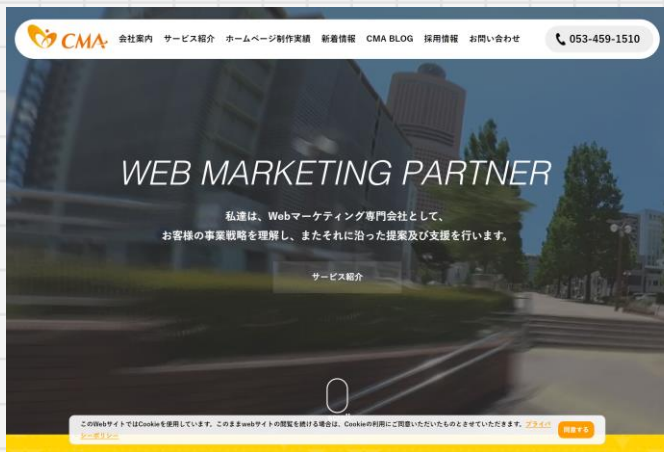 CMA
会社案内 サービス紹介 ホームページ制作実績 新着情報 CMA BLOG 採用情報 お問い合わせ
053-459-1510
WEB MARKETING PARTNER
私達は、Webマーケティング専門会社として、
お客様の事業戦略を理解し、またそれに沿った提案及び支援を行います。
サービス紹介
このWebサイトではCookieを使用しています。このままwebサイトの閲覧を続ける場合は、Cookieの利用にご同意いただいたものとさせていただきます。プライバ
シーポリシー
同意する